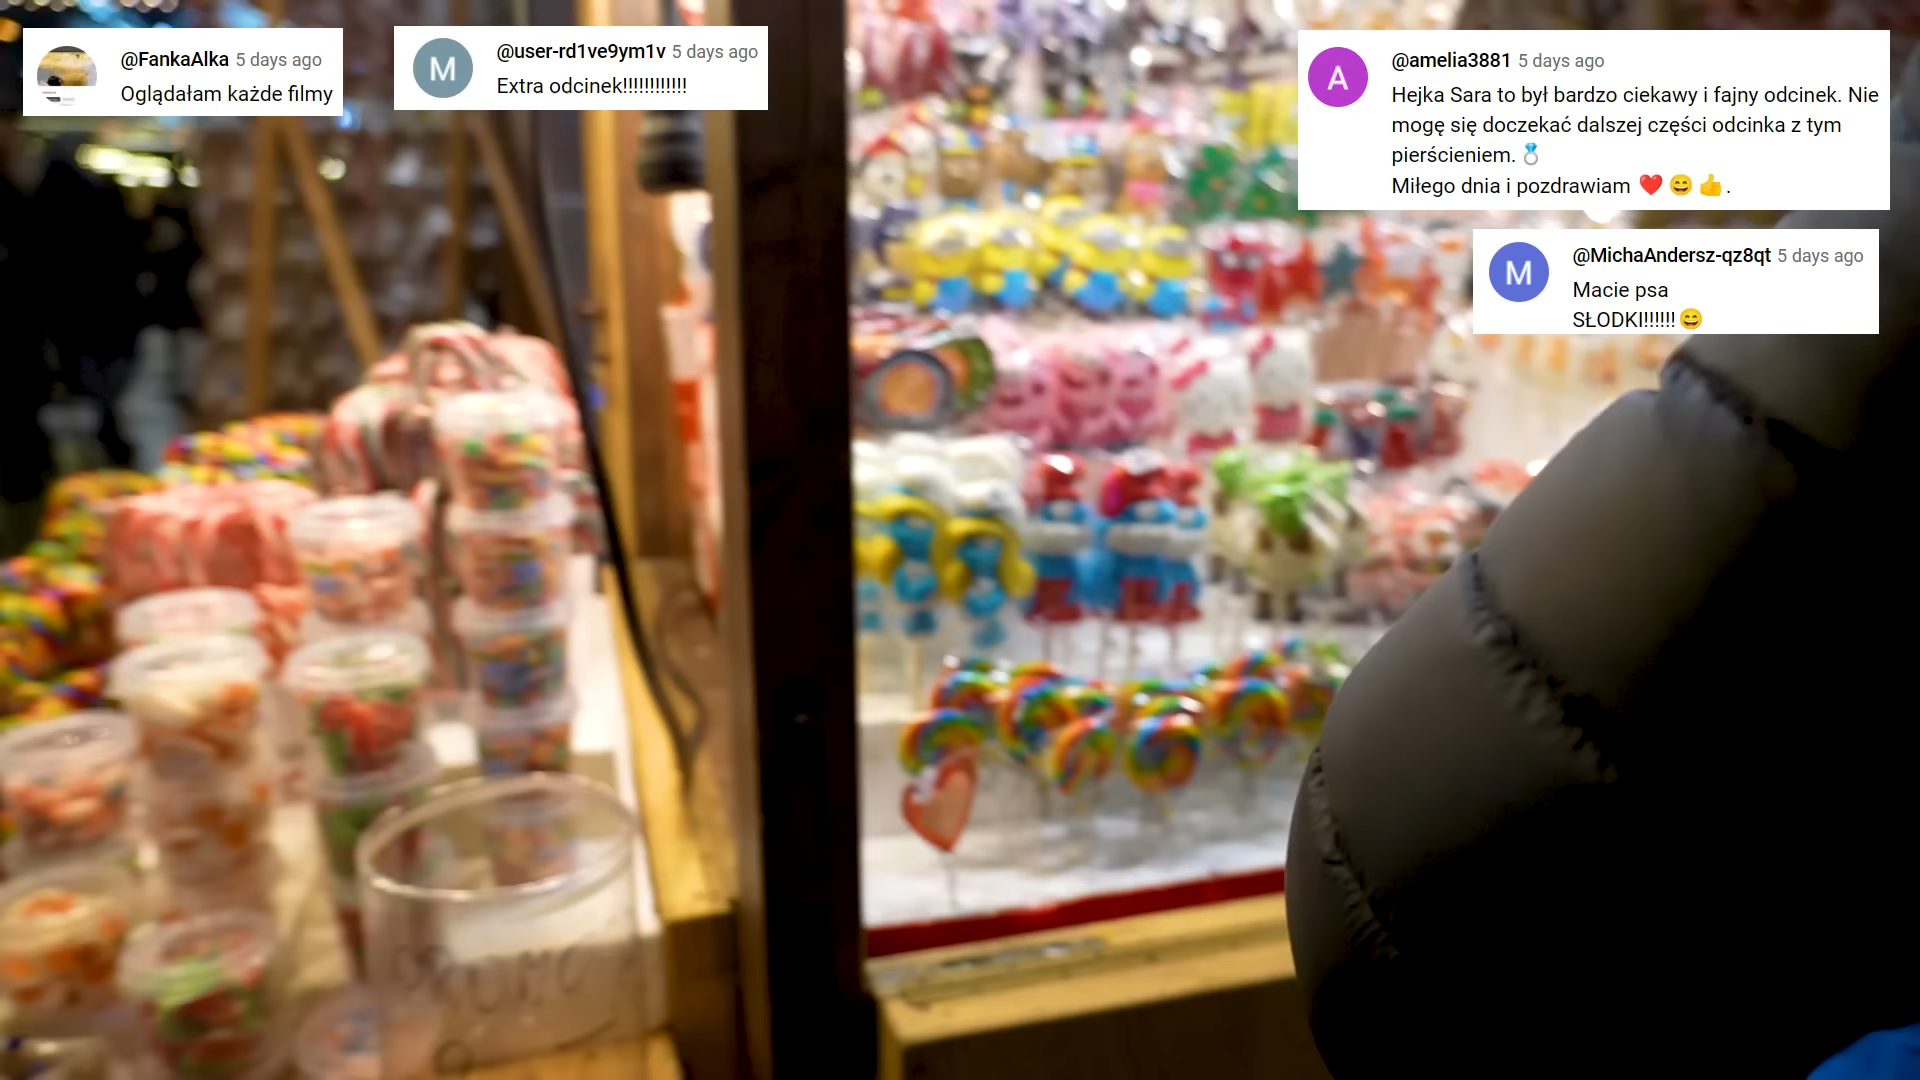 @FankaAlka 5 days ago
Oglądałam każde filmy
@user-rd1ve9ym1v 5 days ago
Extra odcinek!!!!!!!!!!!!
@amelia3881 5 days ago
Hejka Sara to był bardzo ciekawy i fajny odcinek. Nie
mogę się doczekać dalszej części odcinka z tym
pierścieniem. 💍
Miłego dnia i pozdrawiam ❤️ 😄 👍 .
@MichaAndersz-qz8qt 5 days ago
Macie psa
SŁODKI!!!!!! 😄
A
M
M